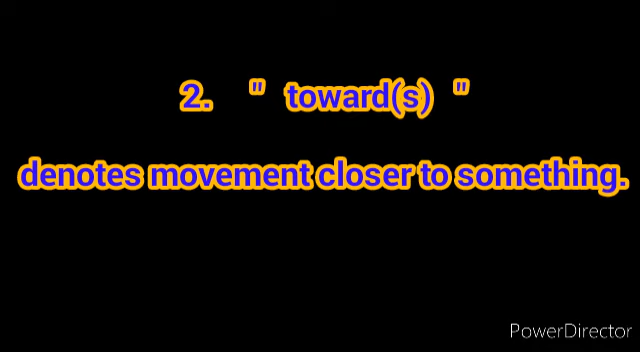 2. " toward(s) "
denotes movement closer to something.
PowerDirector